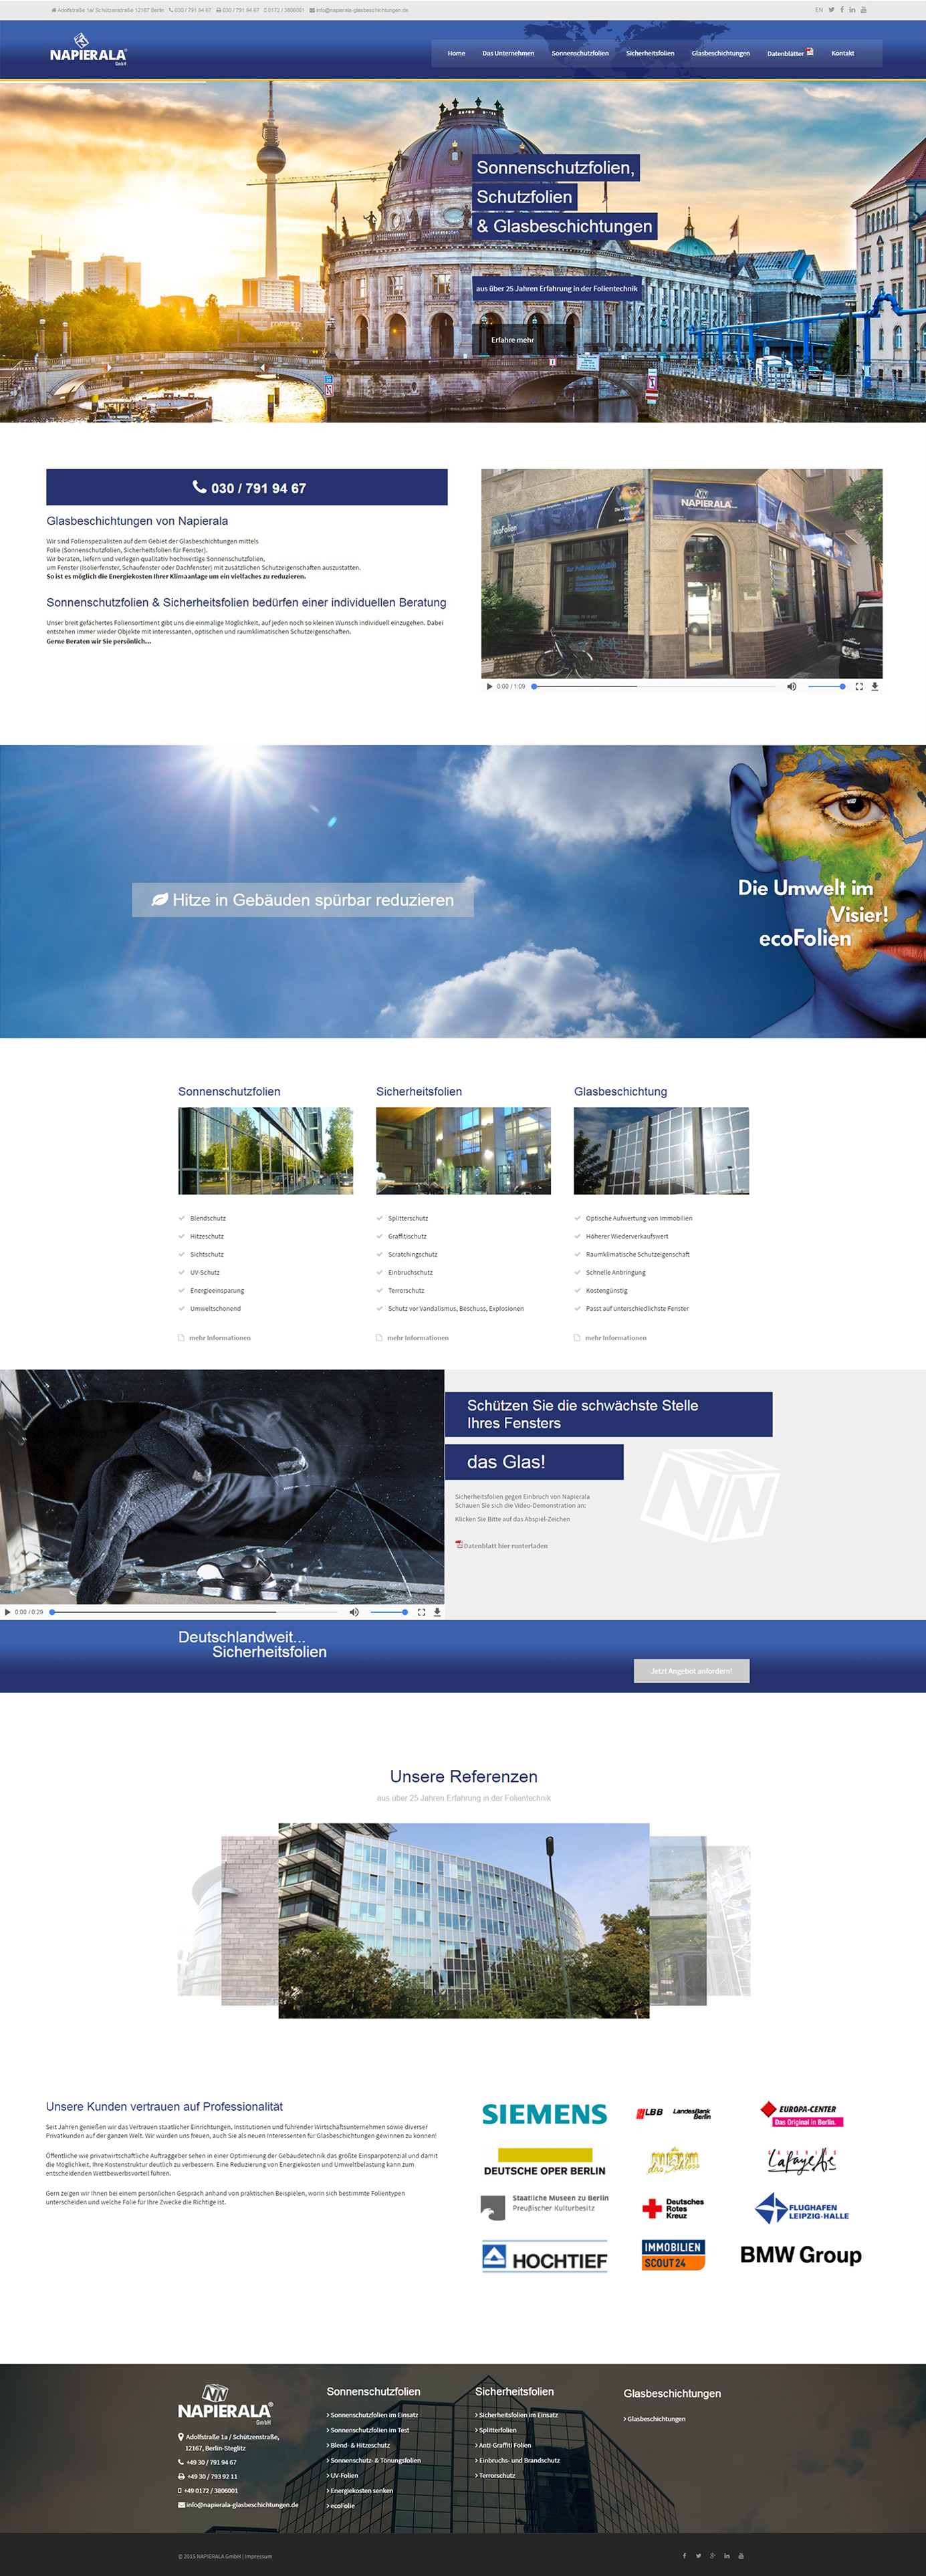 Adolfstraße 1a/ Schützenstraße 12167 Berlin 030 / 791 94 67 030 / 791 94 67 0172 / 3806001 info@napierala-glasbeschichtungen.de
EN
NAPIERALA®
GmbH
Home Das Unternehmen Sonnenschutzfolien Sicherheitsfolien Glasbeschichtungen Datenblätter Kontakt
Sonnenschutzfolien,
Schutzfolien
& Glasbeschichtungen
aus über 25 Jahren Erfahrung in der Folientechnik
Erfahre mehr
030 / 791 94 67
Glasbeschichtungen von Napierala
Wir sind Folienspezialisten auf dem Gebiet der Glasbeschichtungen mittels
Folie (Sonnenschutzfolien, Sicherheitsfolien für Fenster).
Wir beraten, liefern und verlegen qualitativ hochwertige Sonnenschutzfolien,
um Fenster (Isolierfenster, Schaufenster oder Dachfenster) mit zusätzlichen Schutzeigenschaften auszustatten.
So ist es möglich die Energiekosten Ihrer Klimaanlage um ein vielfaches zu reduzieren.
Sonnenschutzfolien & Sicherheitsfolien bedürfen einer individuellen Beratung
Unser breit gefächertes Foliensortiment gibt uns die einmalige Möglichkeit, auf jeden noch so kleinen Wunsch individuell einzugehen. Dabei
entstehen immer wieder Objekte mit interessanten, optischen und raumklimatischen Schutzeigenschaften.
Gerne Beraten wir Sie persönlich...
NAPIERALA
ecoFolien
0:00 / 1:09
Hitze in Gebäuden spürbar reduzieren
Die Umwelt im
Visier!
ecoFolien
Sonnenschutzfolien
Blendschutz
Hitzeschutz
Sichtschutz
UV-Schutz
Energieeinsparung
Umweltschonend
mehr Informationen
Sicherheitsfolien
Splitterschutz
Graffitischutz
Scratchingschutz
Einbruchschutz
Terrorschutz
Schutz vor Vandalismus, Beschuss, Explosionen
mehr Informationen
Glasbeschichtung
Optische Aufwertung von Immobilien
Höherer Wiederverkaufswert
Raumklimatische Schutzeigenschaft
Schnelle Anbringung
Kostengünstig
Passt auf unterschiedlichste Fenster
mehr Informationen
0:00 / 0:29
Schützen Sie die schwächste Stelle
Ihres Fensters
das Glas!
Sicherheitsfolien gegen Einbruch von Napierala
Schauen Sie sich die Video-Demonstration an:
Klicken Sie Bitte auf das Abspiel-Zeichen
Datenblatt hier runterladen
Deutschlandweit...
Sicherheitsfolien
Jetzt Angebot anfordern!
Unsere Referenzen
aus über 25 Jahren Erfahrung in der Folientechnik
Unsere Kunden vertrauen auf Professionalität
Seit Jahren genießen wir das Vertrauen staatlicher Einrichtungen, Institutionen und führender Wirtschaftsunternehmen sowie diverser
Privatkunden auf der ganzen Welt. Wir würden uns freuen, auch Sie als neuen Interessenten für Glasbeschichtungen gewinnen zu können!
Öffentliche wie privatwirtschaftliche Auftraggeber sehen in einer Optimierung der Gebäudetechnik das größte Einsparpotenzial und damit
die Möglichkeit, Ihre Kostenstruktur deutlich zu verbessern. Eine Reduzierung von Energiekosten und Umweltbelastung kann zum
entscheidenden Wettbewerbsvorteil führen.
Gern zeigen wir Ihnen bei einem persönlichen Gespräch anhand von praktischen Beispielen, worin sich bestimmte Folientypen
unterscheiden und welche Folie für Ihre Zwecke die Richtige ist.
SIEMENS
LBB LandesBank
Berlin
EUROPA-CENTER
Das Original in Berlin.
DEUTSCHE OPER BERLIN
das Schloss
GALERIES
Lafayette
Staatliche Museen zu Berlin
Preußischer Kulturbesitz
Deutsches
Rotes
Kreuz
FLUGHAFEN
LEIPZIG-HALLE
HOCHTIEF
IMMOBILIEN
SCOUT24
BMW Group
NAPIERALA®
GmbH
Adolfstraße 1a / Schützenstraße,
12167, Berlin-Steglitz
+49 30 / 791 94 67
+49 30 / 793 92 11
+49 0172 / 3806001
info@napierala-glasbeschichtungen.de
Sonnenschutzfolien
Sonnenschutzfolien im Einsatz
Sonnenschutzfolien im Test
Blend- & Hitzeschutz
Sonnenschutz- & Tönungsfolien
UV-Folien
Energiekosten senken
ecoFolie
Sicherheitsfolien
Sicherheitsfolien im Einsatz
Splitterfolien
Anti-Graffiti Folien
Einbruchs- und Brandschutz
Terrorschutz
Glasbeschichtungen
Glasbeschichtungen
© 2015 NAPIERALA GmbH | Impressum